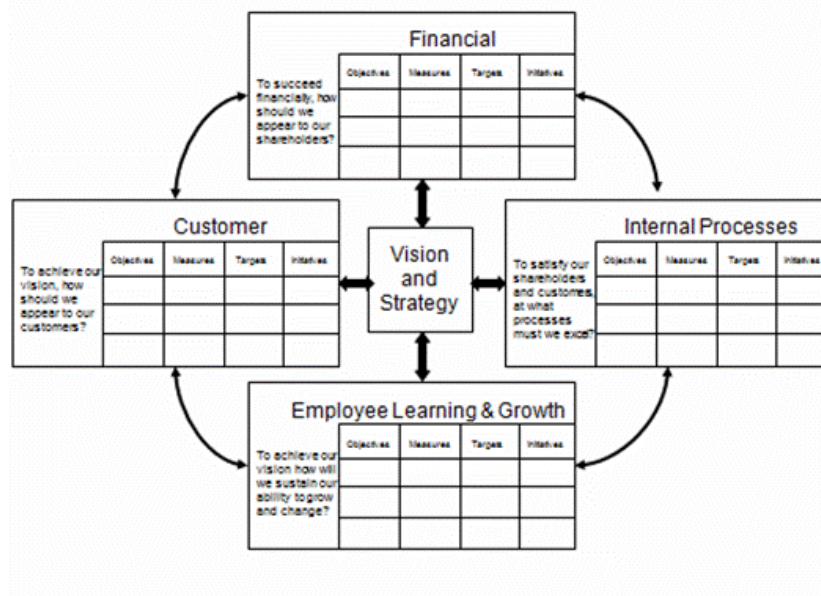 Financial
Objectives Measures Targets Initiatives
To succeed
financially, how
should we
appear to our
shareholders?
Customer
Objectives Measures Targets Initiatives
To achieve our
vision, how
should we
appear to our
customers?
Vision
and
Strategy
Internal Processes
Objectives Measures Targets Initiatives
To satisfy our
shareholders
and customers,
at what
processes
must we excel?
Employee Learning & Growth
Objectives Measures Targets Initiatives
To achieve our
vision how will
we sustain our
ability to grow
and change?